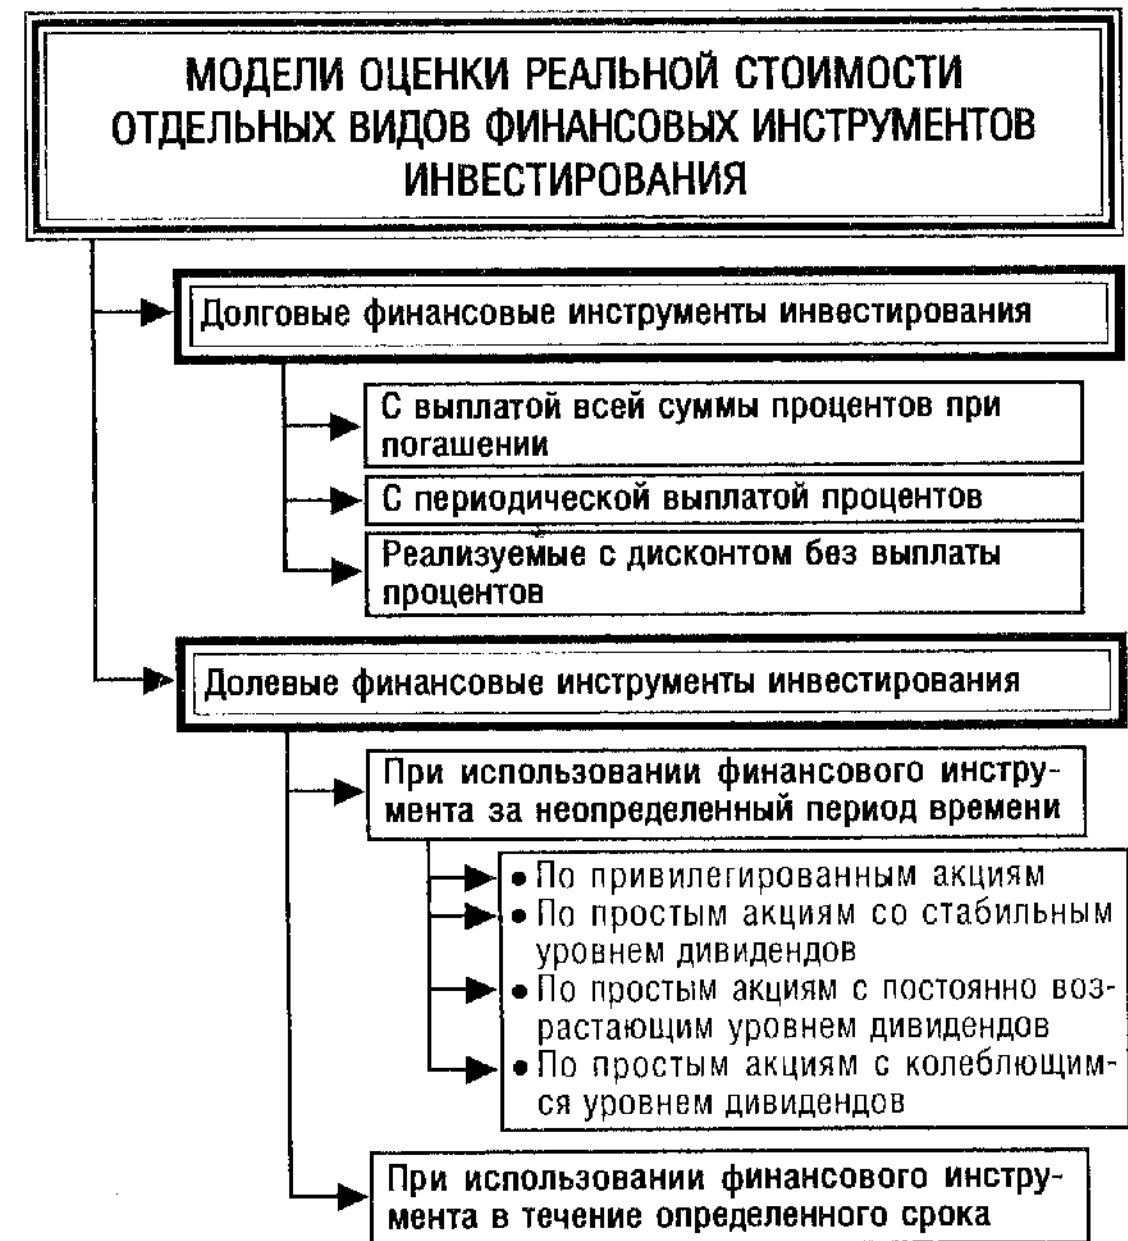 МОДЕЛИ ОЦЕНКИ РЕАЛЬНОЙ СТОИМОСТИ
ОТДЕЛЬНЫХ ВИДОВ ФИНАНСОВЫХ ИНСТРУМЕНТОВ
ИНВЕСТИРОВАНИЯ
Долговые финансовые инструменты инвестирования
С выплатой всей суммы процентов при
погашении
С периодической выплатой процентов
Реализуемые с дисконтом без выплаты
процентов
Долевые финансовые инструменты инвестирования
При использовании финансового инстру-
мента за неопределенный период времени
• По привилегированным акциям
• По простым акциям со стабильным
уровнем дивидендов
• По простым акциям с постоянно воз-
растающим уровнем дивидендов
• По простым акциям с колеблющим-
ся уровнем дивидендов
При использовании финансового инстру-
мента в течение определенного срока